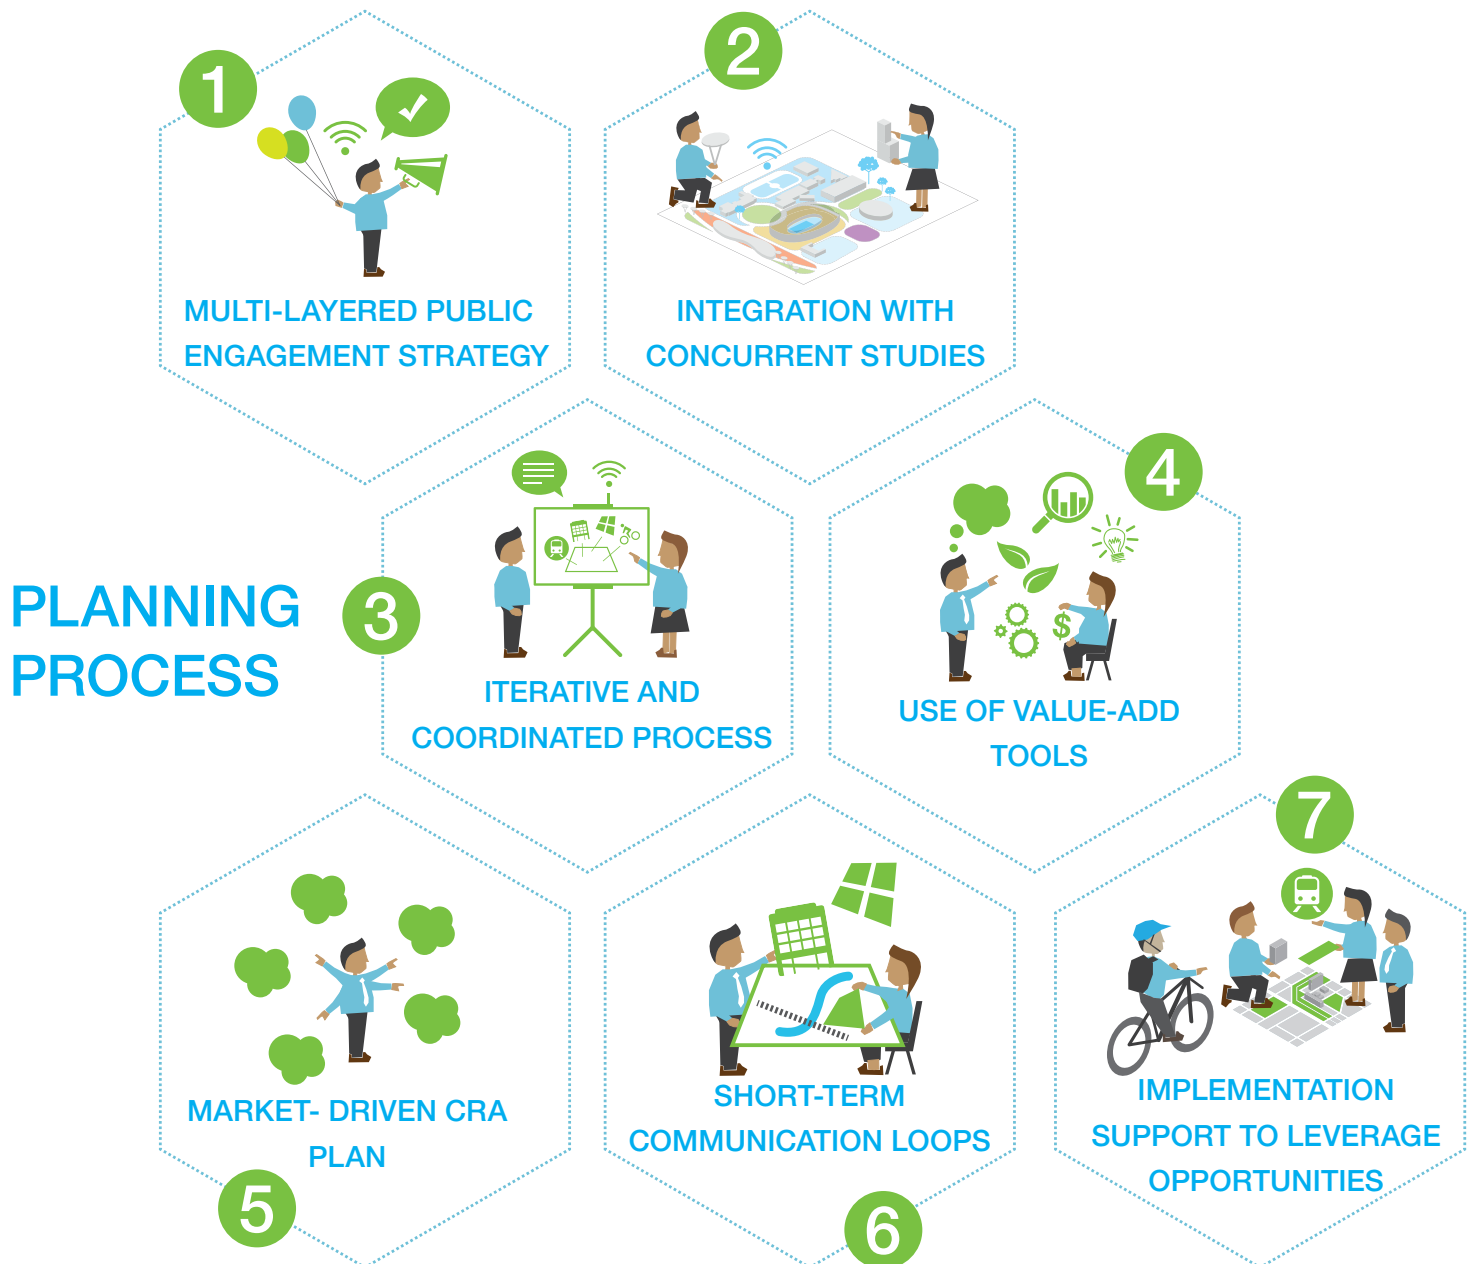 1
MULTI-LAYERED PUBLIC
ENGAGEMENT STRATEGY
2
INTEGRATION WITH
CONCURRENT STUDIES
PLANNING
PROCESS
3
ITERATIVE AND
COORDINATED PROCESS
4
$
USE OF VALUE-ADD
TOOLS
MARKET- DRIVEN CRA
PLAN
5
SHORT-TERM
COMMUNICATION LOOPS
6
7
IMPLEMENTATION
SUPPORT TO LEVERAGE
OPPORTUNITIES